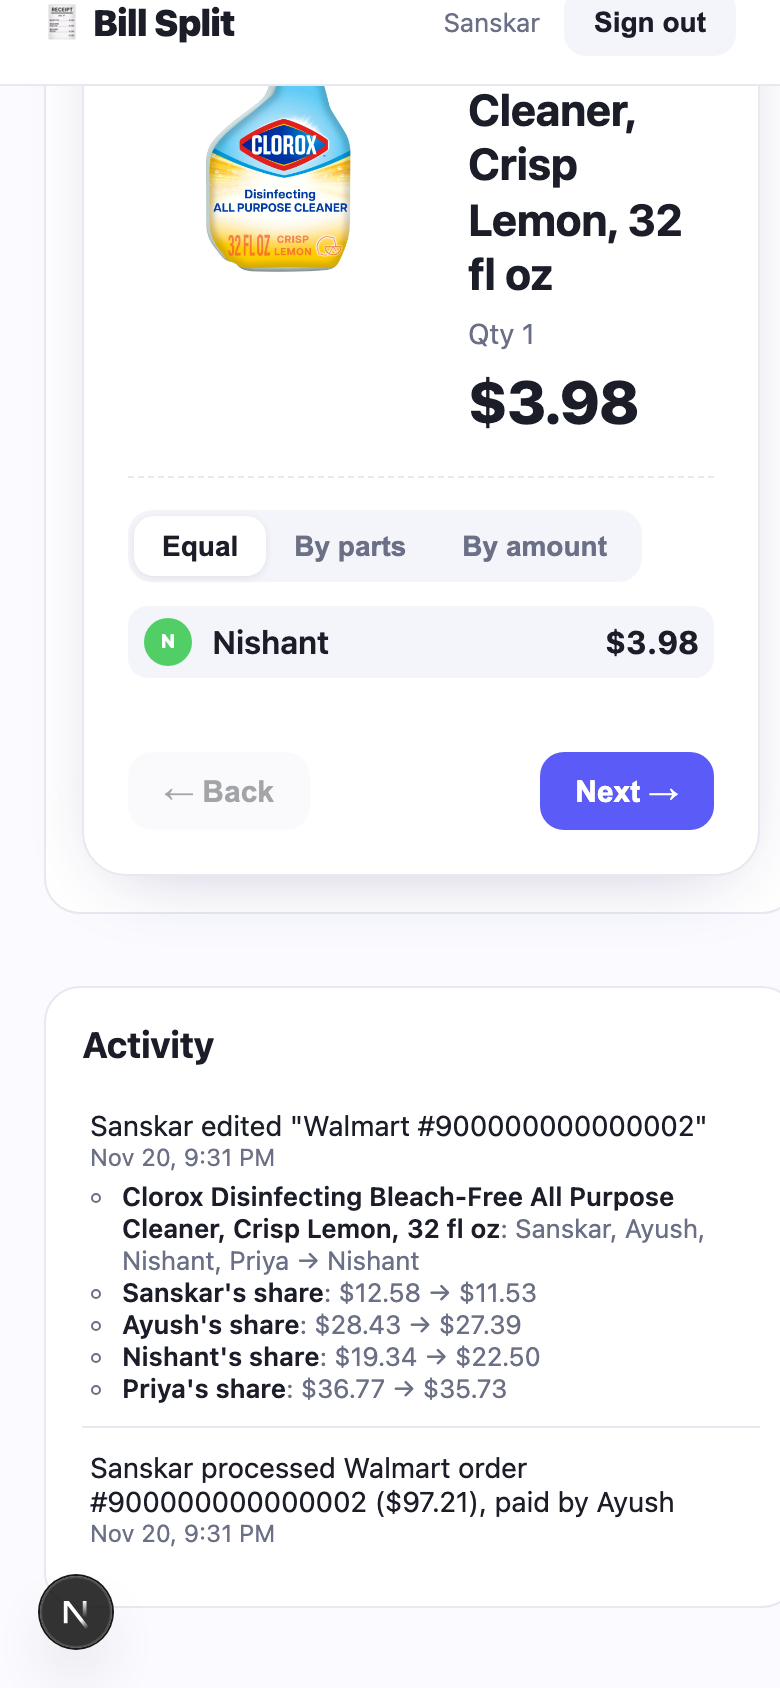 Bill Split
Sanskar
Sign out
CLOROX
Disinfecting
ALL PURPOSE CLEANER
32 FL OZ
CRISP
LEMON
Cleaner,
Crisp
Lemon, 32
fl oz
Qty 1
$3.98
Equal
By parts
By amount
N
Nishant
$3.98
← Back
Next →
Activity
Sanskar edited "Walmart #900000000000002"
Nov 20, 9:31 PM
Clorox Disinfecting Bleach-Free All Purpose
Cleaner, Crisp Lemon, 32 fl oz: Sanskar, Ayush,
Nishant, Priya → Nishant
Sanskar's share: $12.58 → $11.53
Ayush's share: $28.43 → $27.39
Nishant's share: $19.34 → $22.50
Priya's share: $36.77 → $35.73
Sanskar processed Walmart order
#900000000000002 ($97.21), paid by Ayush
Nov 20, 9:31 PM
N